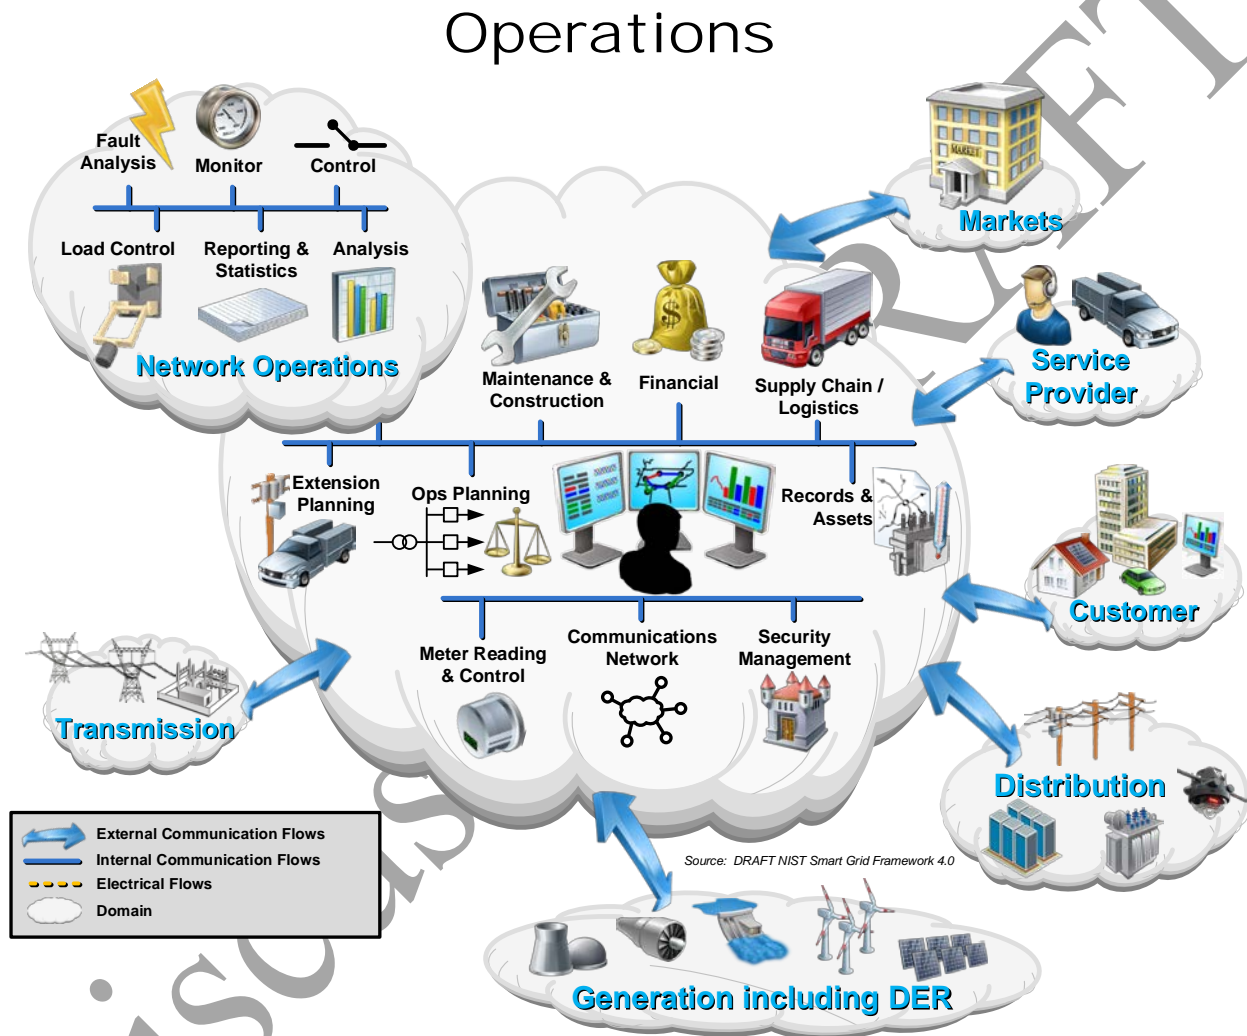 Operations
Fault
Analysis
Monitor
Control
Load Control
Reporting &
Statistics
Analysis
Network Operations
Maintenance &
Construction
Financial
Supply Chain /
Logistics
MARKET
Markets
Service
Provider
Extension
Planning
Ops Planning
Records &
Assets
Customer
Meter Reading
& Control
Communications
Network
Security
Management
Transmission
Distribution
External Communication Flows
Internal Communication Flows
Electrical Flows
Domain
Source: DRAFT NIST Smart Grid Framework 4.0
Generation including DER